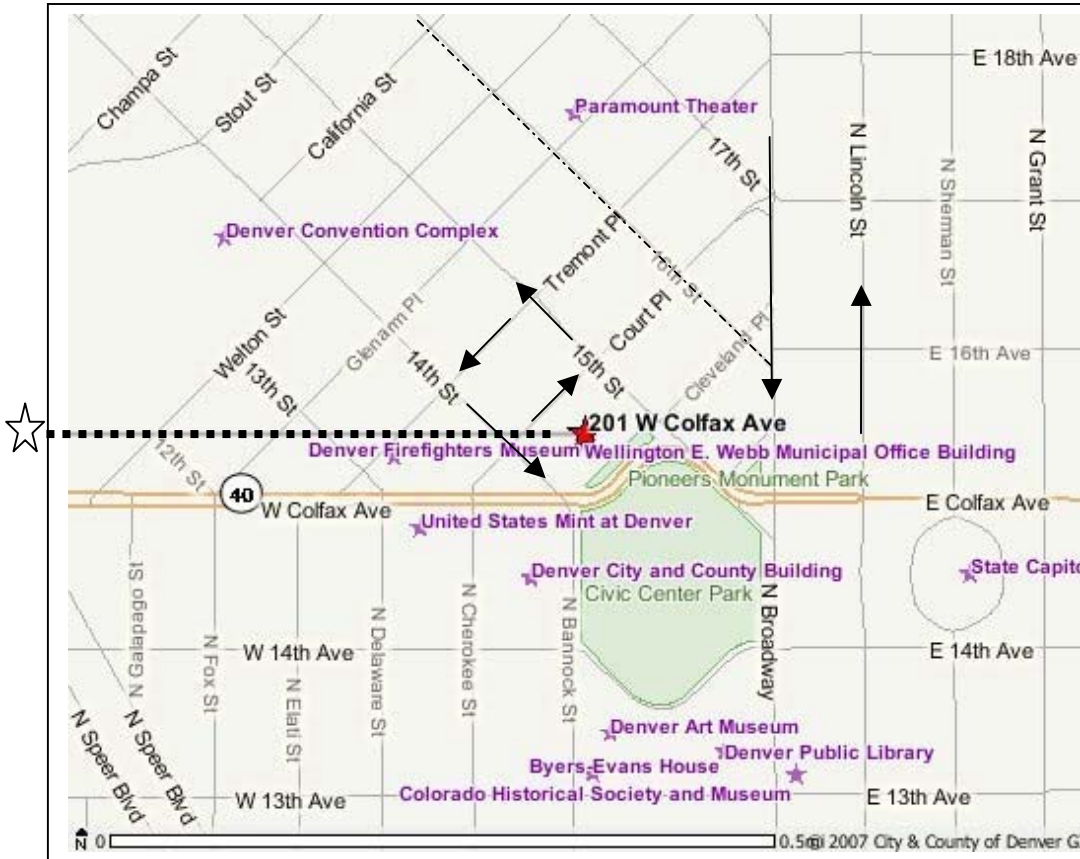 Champa St
Stout St
California St
Paramount Theater
E 18th Ave
17th St
N Lincoln St
N Sherman St
N Grant St
Denver Convention Complex
Tremont Pl
16th St
Court Pl
Cleveland Pl
E 16th Ave
Welton St
Glenarm Pl
13th St
14th St
15th St
201 W Colfax Ave
12th St
Denver Firefighters Museum
Wellington E. Webb Municipal Office Building
Pioneers Monument Park
40
W Colfax Ave
E Colfax Ave
United States Mint at Denver
Denver City and County Building
State Capito
Civic Center Park
N Galapago St
N Fox St
N Elati St
N Delaware St
N Cherokee St
N Bannock St
N Broadway
W 14th Ave
E 14th Ave
N Speer Blvd
N Speer Blvd
Denver Art Museum
Denver Public Library
Byers-Evans House
Colorado Historical Society and Museum
W 13th Ave
E 13th Ave
N
0
0.5
© 2007 City & County of Denver G